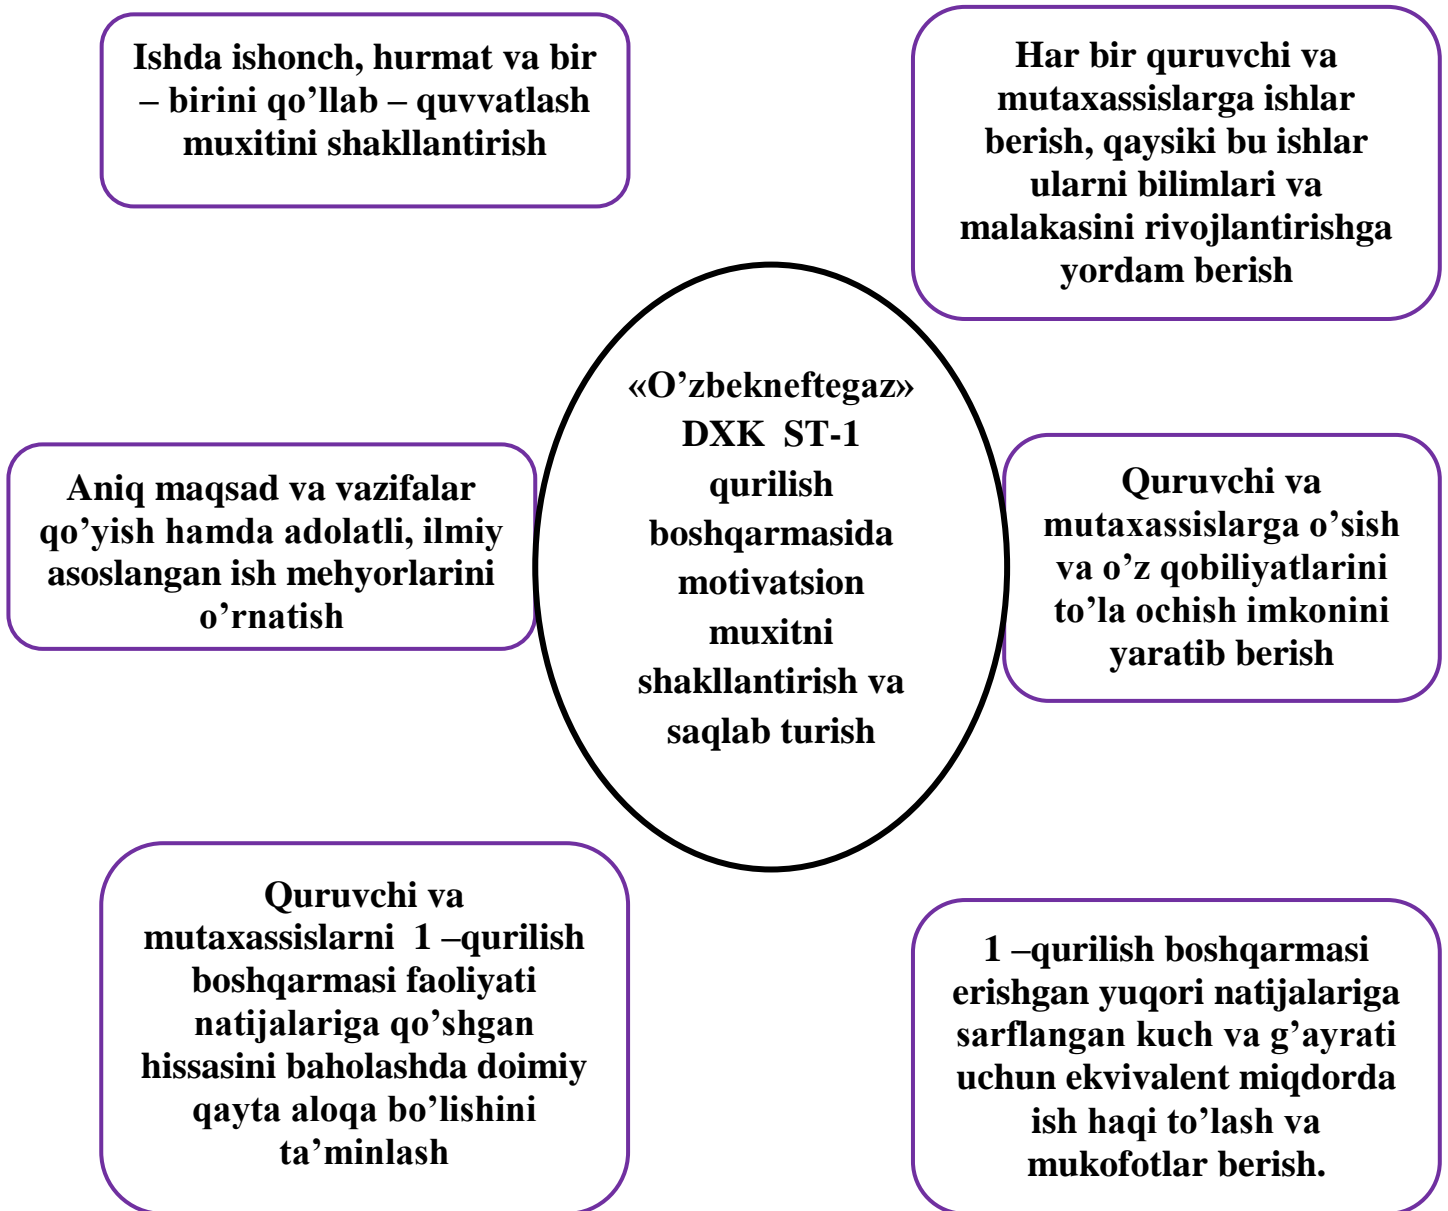 Ishda ishonch, hurmat va bir
– birini qo’llab – quvvatlash
muxitini shakllantirish
Har bir quruvchi va
mutaxassislarga ishlar
berish, qaysiki bu ishlar
ularni bilimlari va
malakasini rivojlantirishga
yordam berish
«O’zbekneftegaz»
DXK ST-1
qurilish
boshqarmasida
motivatsion
muxitni
shakllantirish va
saqlab turish
Aniq maqsad va vazifalar
qo’yish hamda adolatli, ilmiy
asoslangan ish mehyorlarini
o’rnatish
Quruvchi va
mutaxassislarga o’sish
va o’z qobiliyatlarini
to’la ochish imkonini
yaratib berish
Quruvchi va
mutaxassislarni 1 –qurilish
boshqarmasi faoliyati
natijalariga qo’shgan
hissasini baholashda doimiy
qayta aloqa bo’lishini
ta’minlash
1 –qurilish boshqarmasi
erishgan yuqori natijalariga
sarflangan kuch va g’ayrati
uchun ekvivalent miqdorda
ish haqi to’lash va
mukofotlar berish.